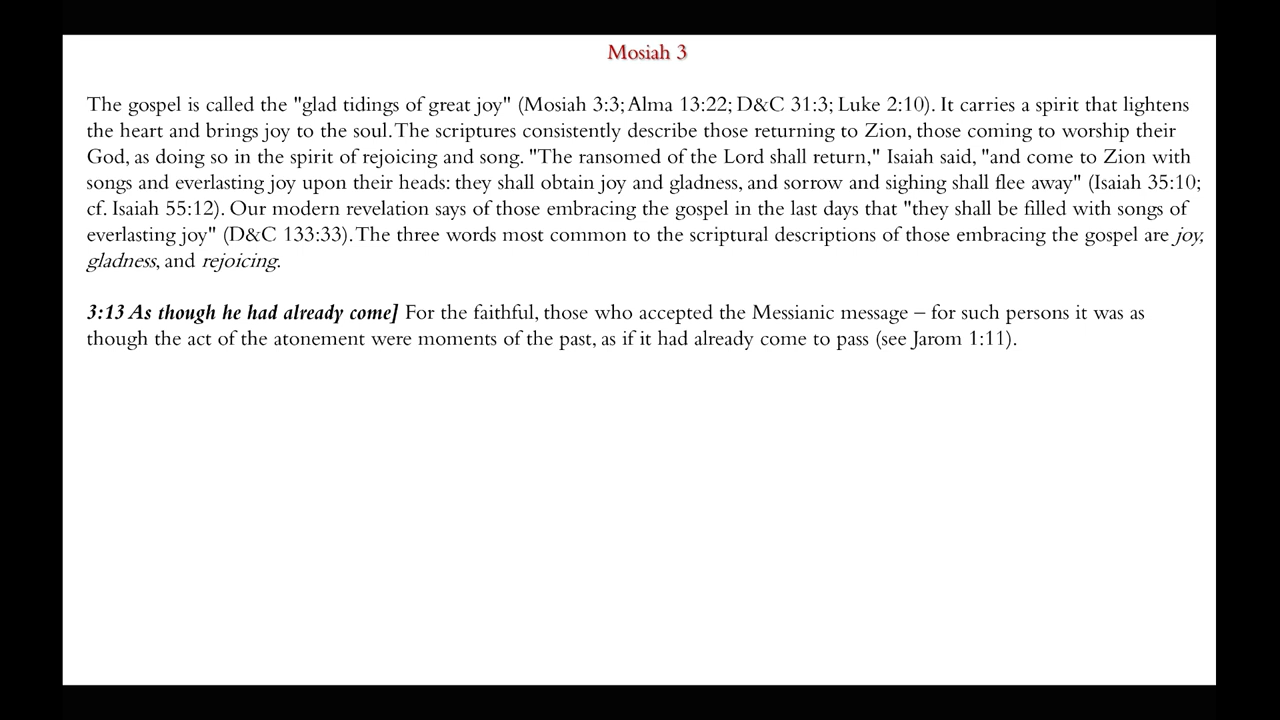 Mosiah 3
The gospel is called the "glad tidings of great joy" (Mosiah 3:3; Alma 13:22; D&C 31:3; Luke 2:10). It carries a spirit that lightens
the heart and brings joy to the soul. The scriptures consistently describe those returning to Zion, those coming to worship their
God, as doing so in the spirit of rejoicing and song. "The ransomed of the Lord shall return," Isaiah said, "and come to Zion with
songs and everlasting joy upon their heads: they shall obtain joy and gladness, and sorrow and sighing shall flee away" (Isaiah 35:10;
cf. Isaiah 55:12). Our modern revelation says of those embracing the gospel in the last days that "they shall be filled with songs of
everlasting joy" (D&C 133:33). The three words most common to the scriptural descriptions of those embracing the gospel are joy,
gladness, and rejoicing.
3:13 As though he had already come] For the faithful, those who accepted the Messianic message – for such persons it was as
though the act of the atonement were moments of the past, as if it had already come to pass (see Jarom 1:11).